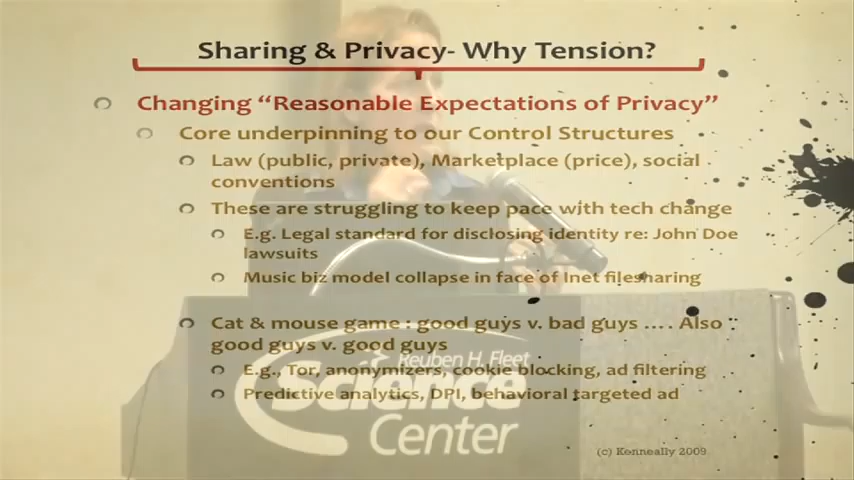 Sharing & Privacy- Why Tension?
Changing “Reasonable Expectations of Privacy”
Core underpinning to our Control Structures
Law (public, private), Marketplace (price), social
conventions
These are struggling to keep pace with tech change
E.g. Legal standard for disclosing identity re: John Doe
lawsuits
Music biz model collapse in face of Inet filesharing
Cat & mouse game : good guys v. bad guys .... Also
good guys v. good guys
Reuben H. Fleet
E.g., Tor, anonymizers, cookie blocking, ad filtering
Science
Predictive analytics, DPI, behavioral targeted ad
Center
(c) Kenneally 2009